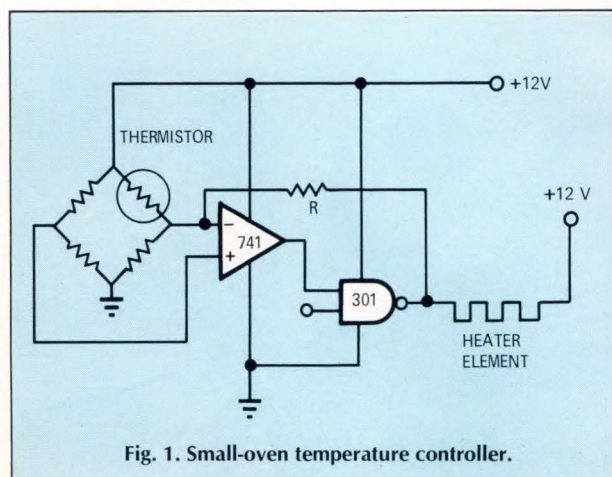 +12V
THERMISTOR
+12 V
R
−
741
+
301
HEATER
ELEMENT
Fig. 1. Small-oven temperature controller.